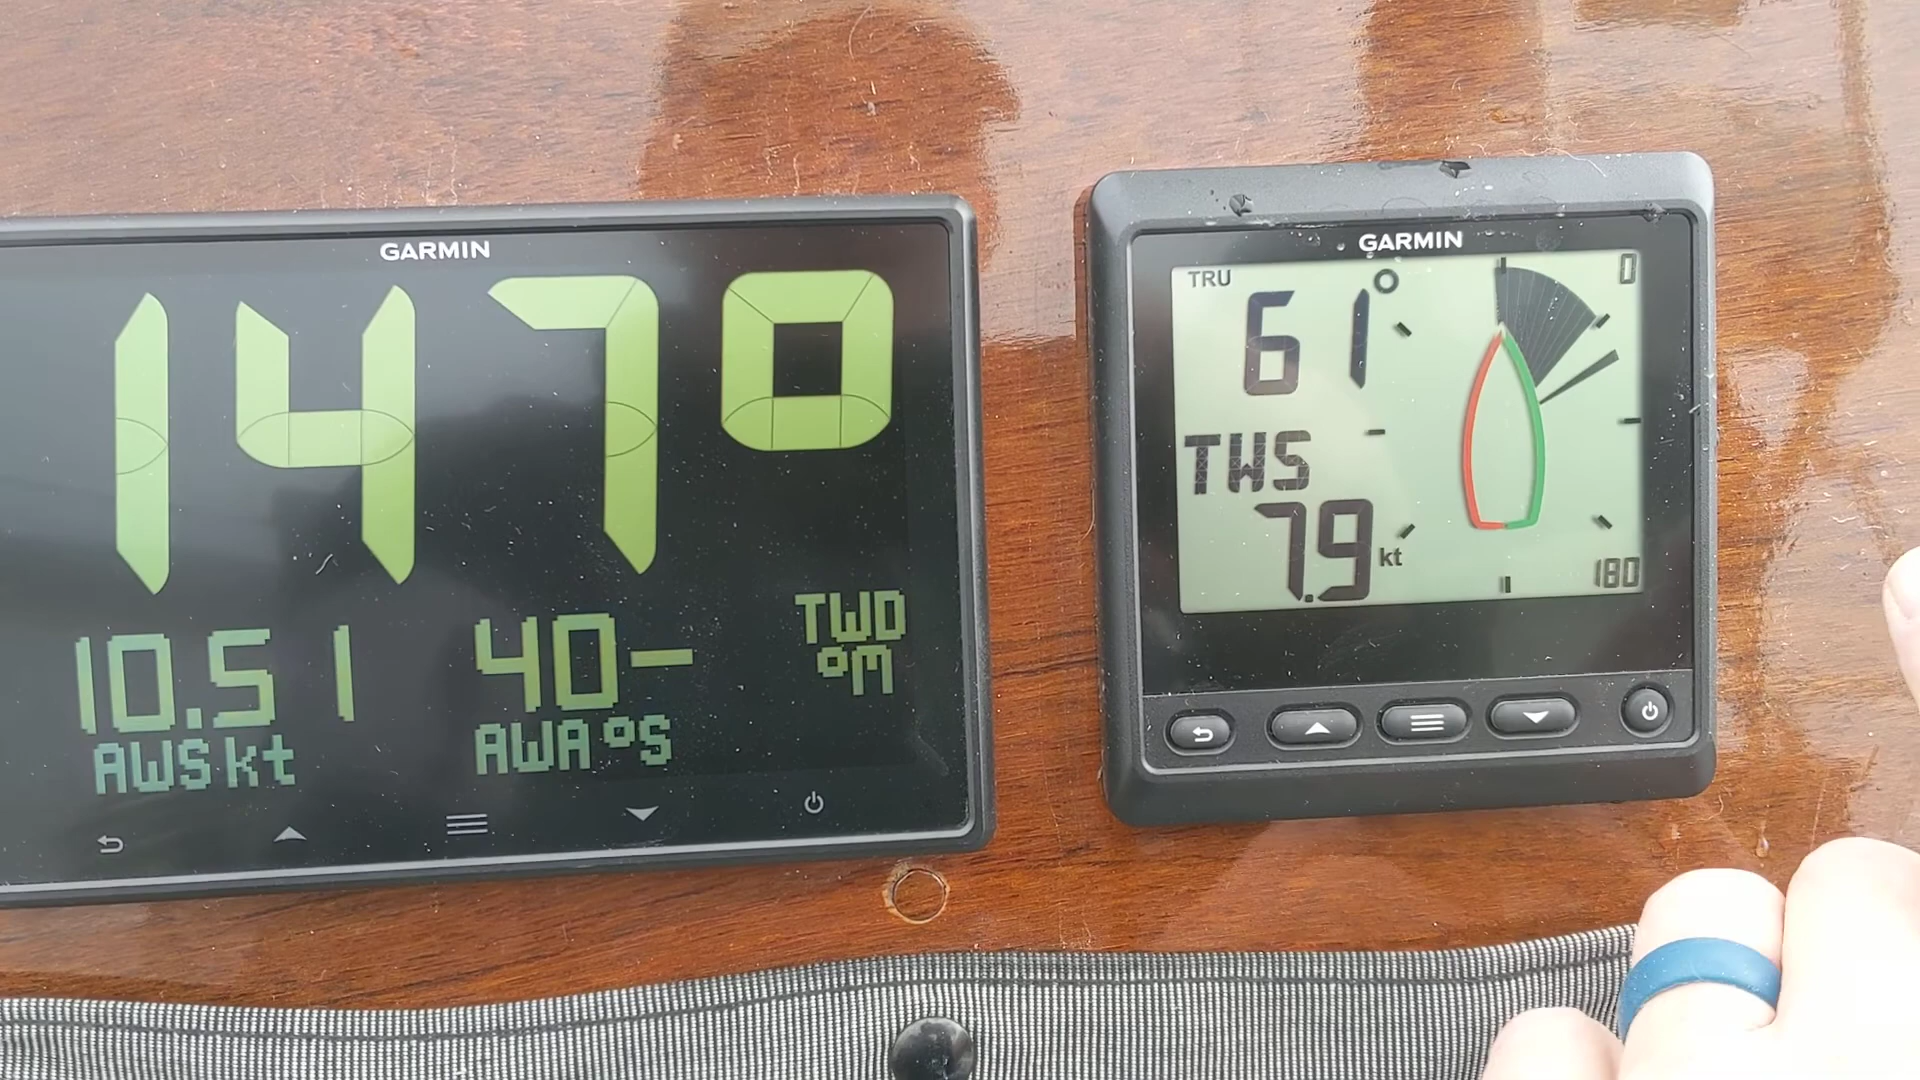 GARMIN
147°
10.5 | 40-
AWS kt AWA °S
TWD
°M
GARMIN
TRU
61°
0
TWS
7.9 kt
180